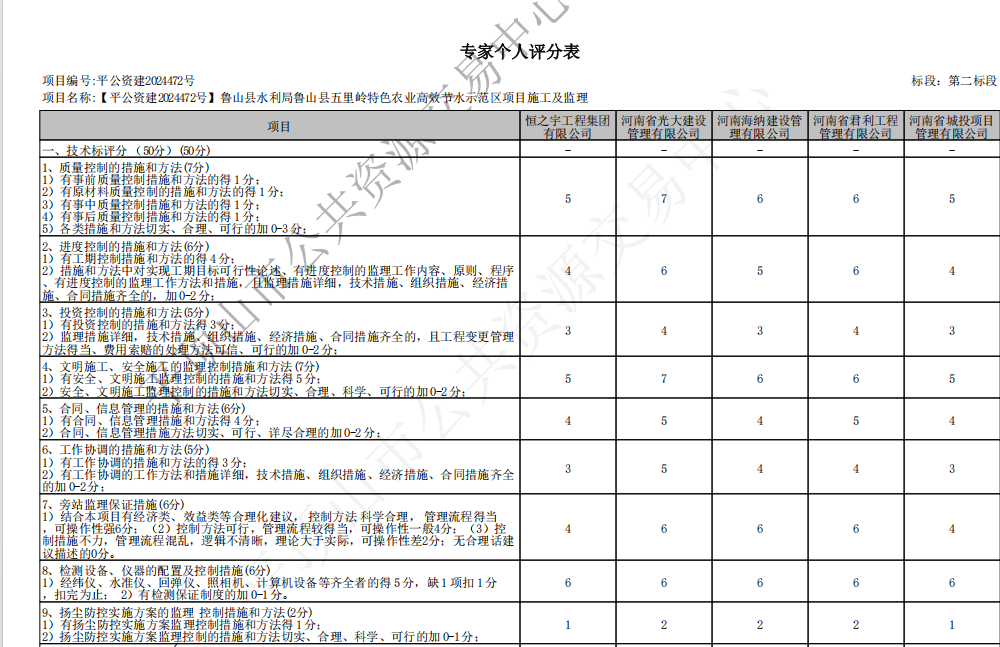 专家个人评分表
项目编号:平公资建2024472号
标段：第二标段
项目名称:【平公资建2024472号】鲁山县水利局鲁山县五里岭特色农业高效节水示范区项目施工及监理
项目
恒之宇工程集团
有限公司
河南省光大建设
管理有限公司
河南海纳建设管
理有限公司
河南省君利工程
管理有限公司
河南省城投项目
管理有限公司
一、技术标评分（50分）(50分) - - - - -
1、质量控制的措施和方法(7分)
1）有事前质量控制措施和方法的得1分；
2）有原材料质量控制的措施和方法的得1分；
3）有事中质量控制措施和方法的得1分；
4）有事后质量控制措施和方法的得1分；
5）各类措施和方法切实、合理、可行的加0-3分；
5 7 6 6 5
2、进度控制的措施和方法(6分)
1）有工期控制措施和方法的得4分；
2）措施和方法中对实现工期目标可行性论述、有进度控制的监理工作内容、原则、程序
、有进度控制的监理工作方法和措施，且监理措施详细，技术措施、组织措施、经济措
施、合同措施齐全的，加0-2分；
4 6 5 6 4
3、投资控制的措施和方法(5分)
1）有投资控制的措施和方法得3分；
2）监理措施详细，技术措施、组织措施、经济措施、合同措施齐全的，且工程变更管理
方法得当、费用索赔的处理方法可信、可行的加0-2分；
3 4 3 4 3
4、文明施工、安全施工的监理控制措施和方法(7分)
1）有安全、文明施工监理控制的措施和方法得5分；
2）安全、文明施工监理控制的措施和方法切实、合理、科学、可行的加0-2分；
5 7 6 6 5
5、合同、信息管理的措施和方法(6分)
1）有合同、信息管理措施和方法得4分；
2）合同、信息管理措施方法切实、可行、详尽合理的加0-2分；
4 5 4 5 4
6、工作协调的措施和方法(5分)
1）有工作协调的措施和方法的得3分；
2）有工作协调的工作方法和措施详细，技术措施、组织措施、经济措施、合同措施齐全
的加0-2分；
3 5 4 4 3
7、旁站监理保证措施(6分)
1）结合本项目有经济类、效益类等合理化建议， 控制方法 科学合理， 管理流程得当
，可操作性强6分；（2）控制方法可行，管理流程较得当，可操作性一般4分；（3）控
制措施不力，管理流程混乱，逻辑不清晰，理论大于实际，可操作性差2分；无合理话建
议描述的0分。
4 6 6 6 4
8、检测设备、仪器的配置及控制措施(6分)
1）经纬仪、水准仪、回弹仪、照相机、计算机设备等齐全者的得5分，缺1项扣1分
，扣完为止； 2）有检测保证制度的加0-1分。
6 6 6 6 6
9、扬尘防控实施方案的监理 控制措施和方法(2分)
1）有扬尘防控实施方案监理控制措施和方法得1分；
2）扬尘防控实施方案监理控制的措施和方法切实、合理、科学、可行的加0-1分；
1 2 2 2 1
平顶山市公共资源交易中心
平顶山市公共资源交易中心